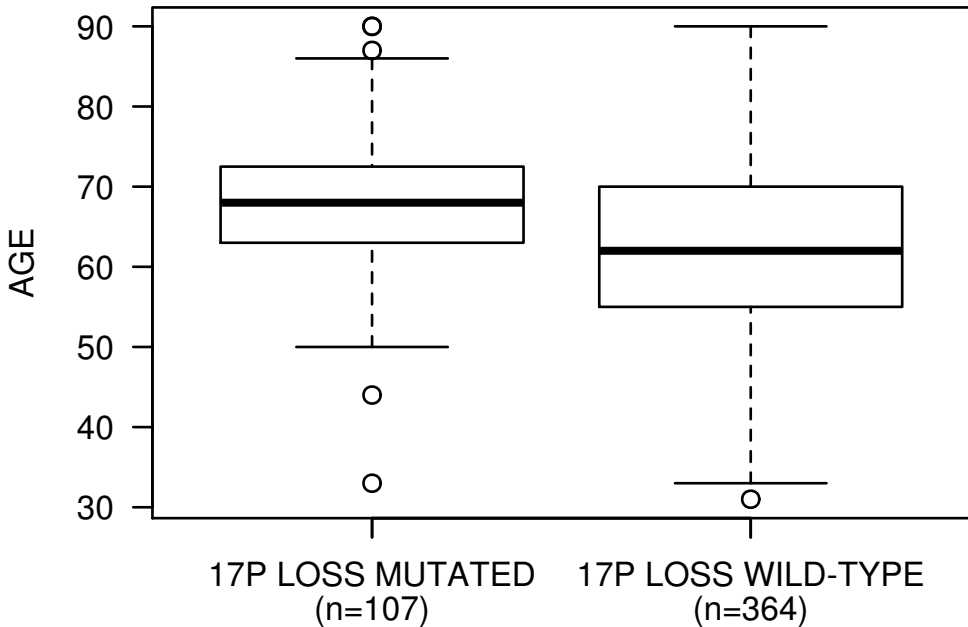 90
80
70
60
50
40
30
AGE
17P LOSS MUTATED
(n=107)
17P LOSS WILD-TYPE
(n=364)